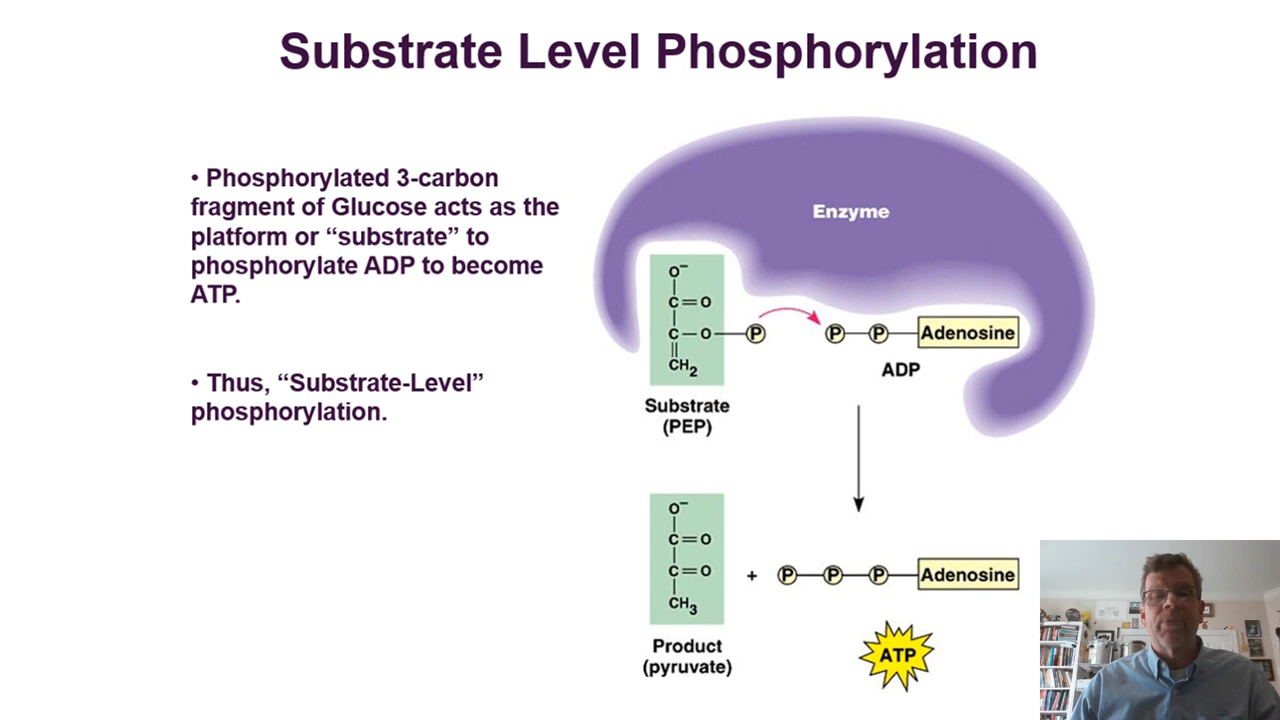 Substrate Level Phosphorylation
• Phosphorylated 3-carbon
fragment of Glucose acts as the
platform or “substrate” to
phosphorylate ADP to become
ATP.
• Thus, “Substrate-Level”
phosphorylation.
Enzyme
O⁻
C=O
C—O—P
CH₂
P—P—Adenosine
ADP
Substrate
(PEP)
O⁻
C=O
C=O
CH₃
+
P—P—P—Adenosine
Product
(pyruvate)
ATP